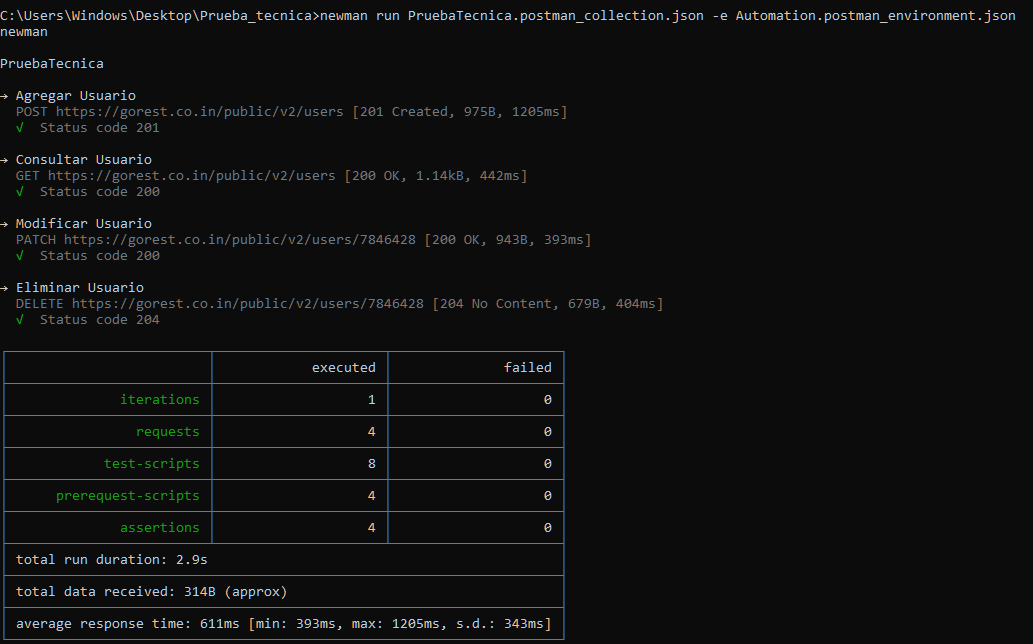 C:\Users\Windows\Desktop\Prueba_tecnica>newman run PruebaTecnica.postman_collection.json -e Automation.postman_environment.json
newman
PruebaTecnica
→ Agregar Usuario
POST https://gorest.co.in/public/v2/users [201 Created, 975B, 1205ms]
√ Status code 201
→ Consultar Usuario
GET https://gorest.co.in/public/v2/users [200 OK, 1.14kB, 442ms]
√ Status code 200
→ Modificar Usuario
PATCH https://gorest.co.in/public/v2/users/7846428 [200 OK, 943B, 393ms]
√ Status code 200
→ Eliminar Usuario
DELETE https://gorest.co.in/public/v2/users/7846428 [204 No Content, 679B, 404ms]
√ Status code 204
executed failed
iterations 1 0
requests 4 0
test-scripts 8 0
prerequest-scripts 4 0
assertions 4 0
total run duration: 2.9s
total data received: 314B (approx)
average response time: 611ms [min: 393ms, max: 1205ms, s.d.: 343ms]